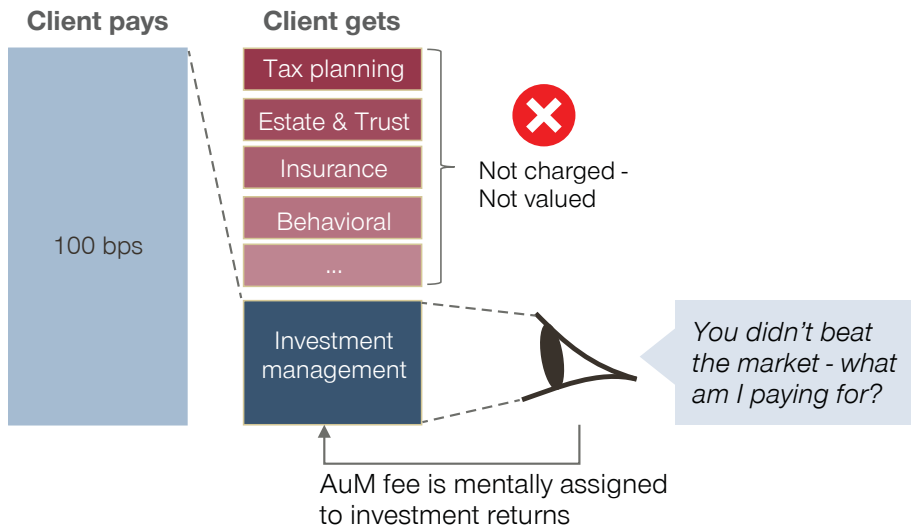 Client pays
Client gets
100 bps
Tax planning
Estate & Trust
Insurance
Behavioral
...
Investment
management
Not charged -
Not valued
You didn’t beat
the market - what
am I paying for?
AuM fee is mentally assigned
to investment returns